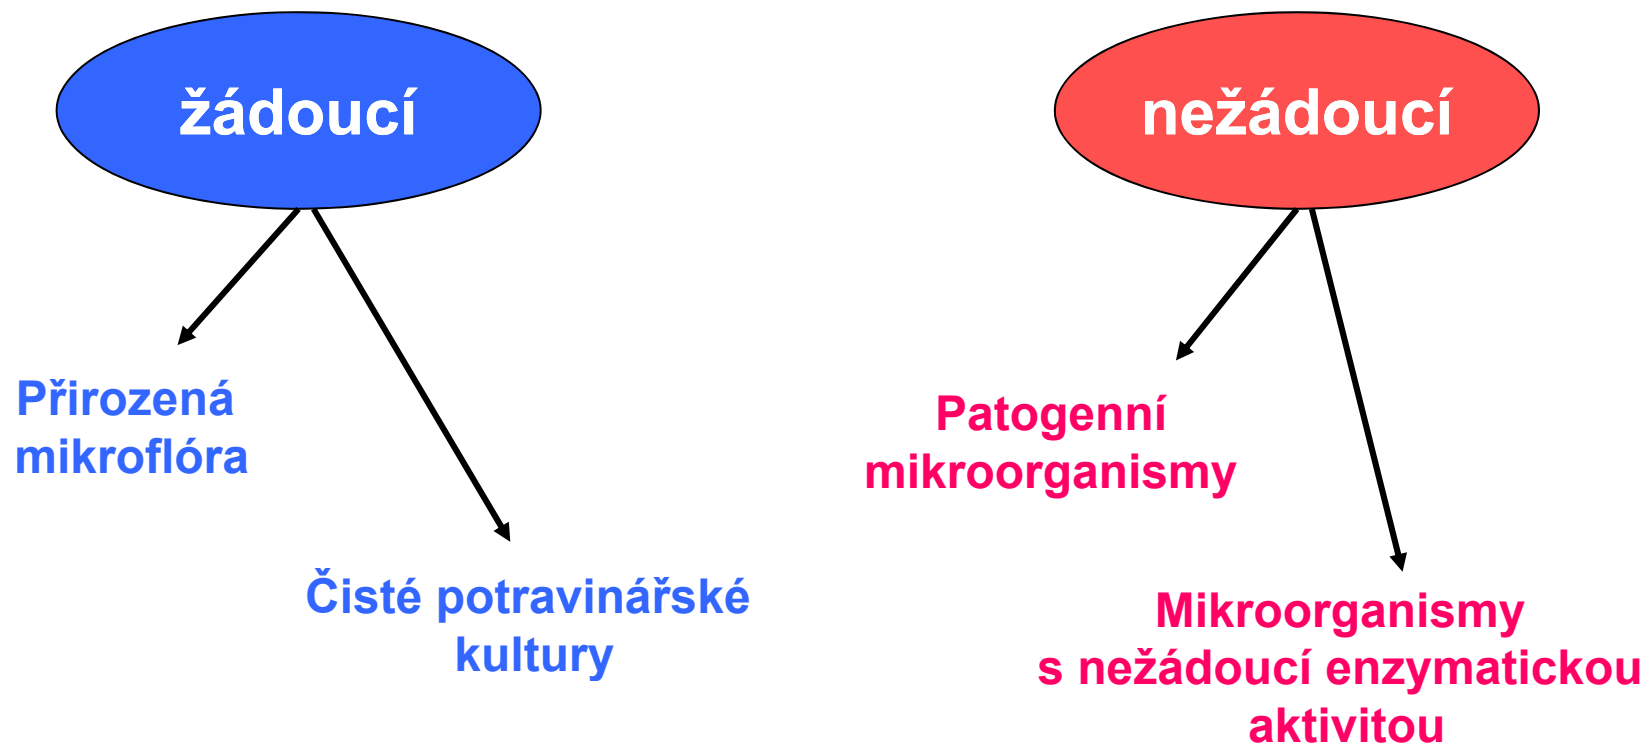 žádoucí
nežádoucí
Přirozená
mikroflóra
Čisté potravinářské
kultury
Patogenní
mikroorganismy
Mikroorganismy
s nežádoucí enzymatickou
aktivitou